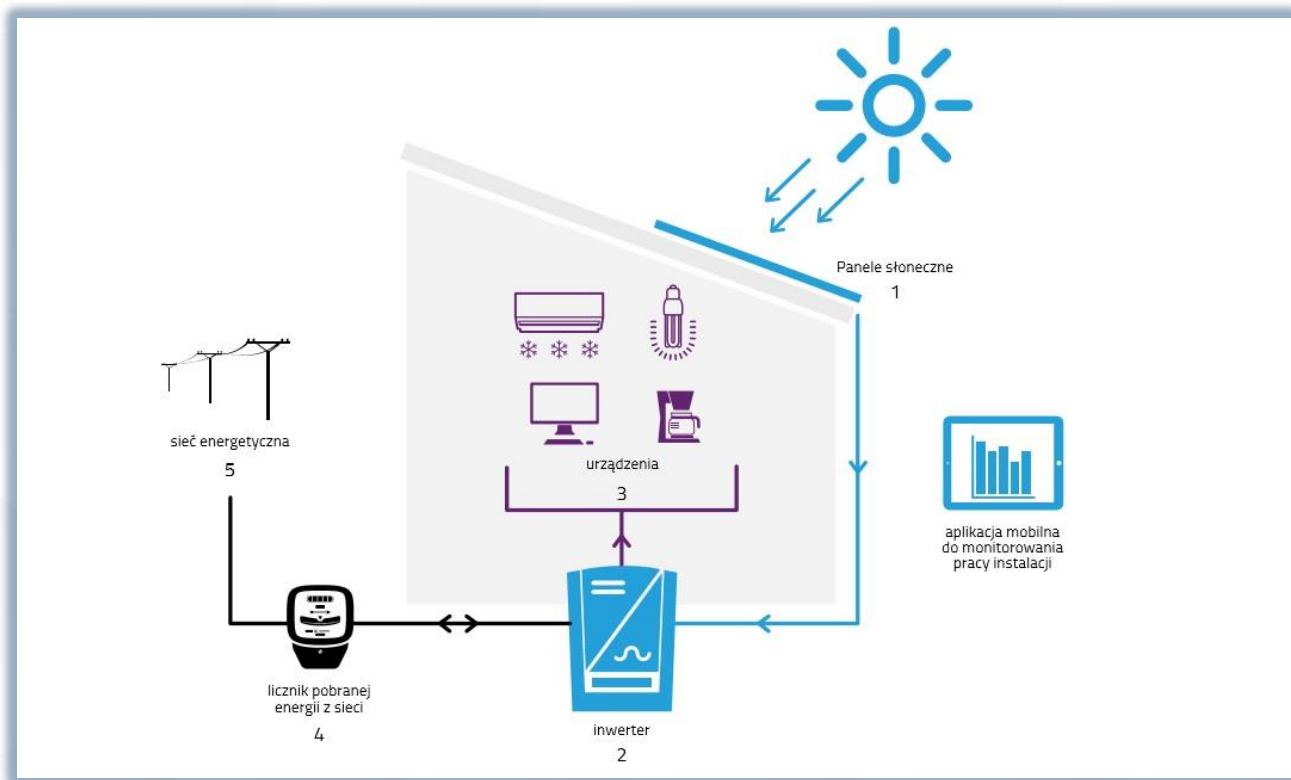 Panele słoneczne
1
sieć energetyczna
5
urządzenia
3
aplikacja mobilna
do monitorowania
pracy instalacji
licznik pobranej
energii z sieci
4
inwerter
2